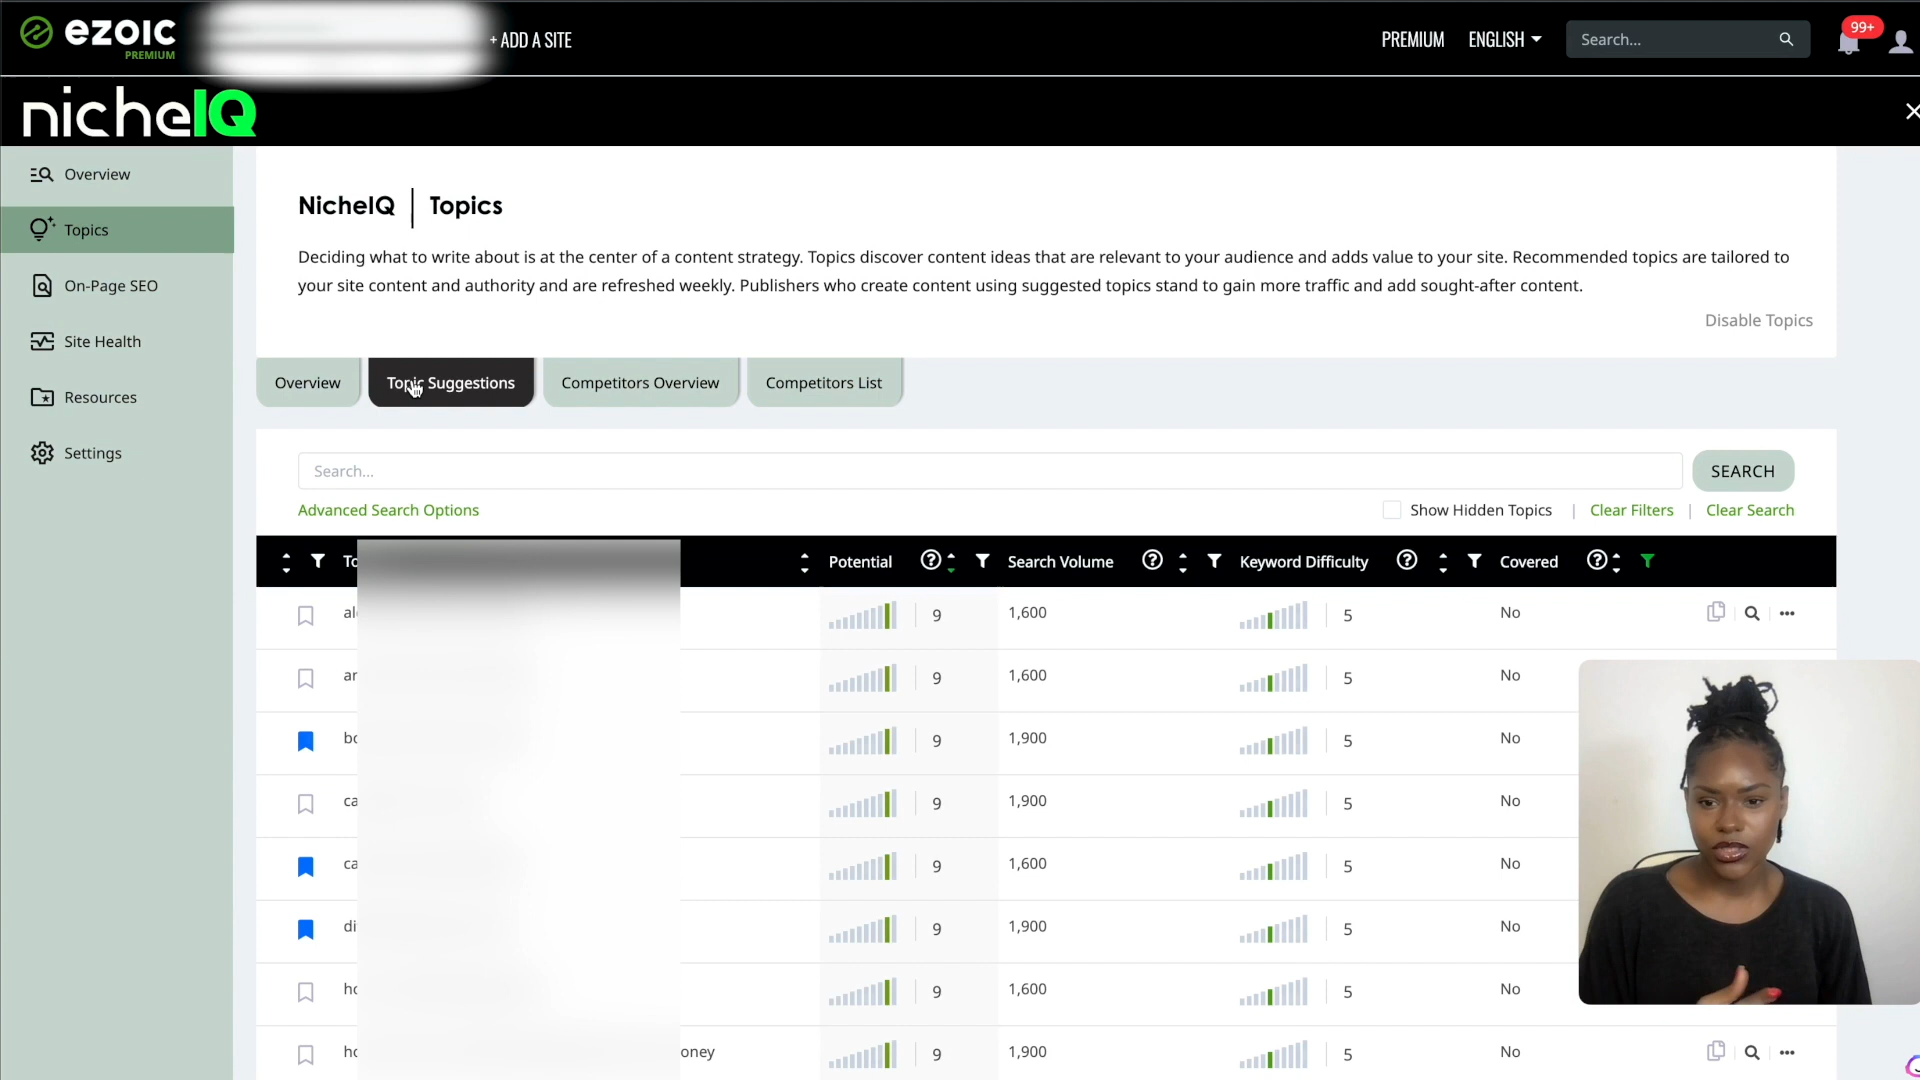 ezoic
PREMIUM
+ ADD A SITE
PREMIUM
ENGLISH
Search...
99+
nicheIQ
Overview
Topics
On-Page SEO
Site Health
Resources
Settings
NicheIQ | Topics
Deciding what to write about is at the center of a content strategy. Topics discover content ideas that are relevant to your audience and adds value to your site. Recommended topics are tailored to
your site content and authority and are refreshed weekly. Publishers who create content using suggested topics stand to gain more traffic and add sought-after content.
Disable Topics
Overview
Topic Suggestions
Competitors Overview
Competitors List
Search...
SEARCH
Advanced Search Options
Show Hidden Topics | Clear Filters | Clear Search
Potential Search Volume Keyword Difficulty Covered
9 1,600 5 No
9 1,600 5 No
9 1,900 5 No
9 1,900 5 No
9 1,600 5 No
9 1,900 5 No
9 1,600 5 No
9 1,900 5 No